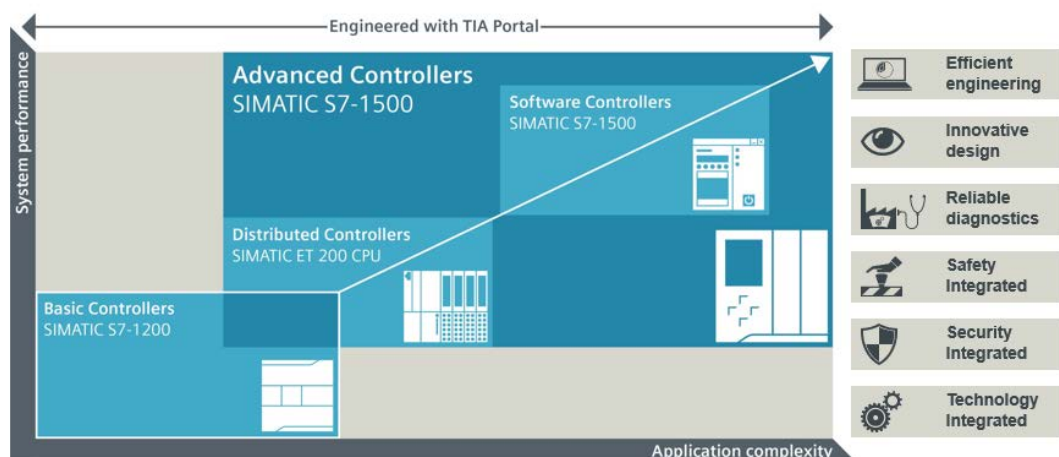 Engineered with TIA Portal
System performance
Advanced Controllers
SIMATIC S7-1500
Software Controllers
SIMATIC S7-1500
Distributed Controllers
SIMATIC ET 200 CPU
Basic Controllers
SIMATIC S7-1200
Application complexity
Efficient
engineering
Innovative
design
Reliable
diagnostics
Safety
Integrated
Security
Integrated
Technology
Integrated